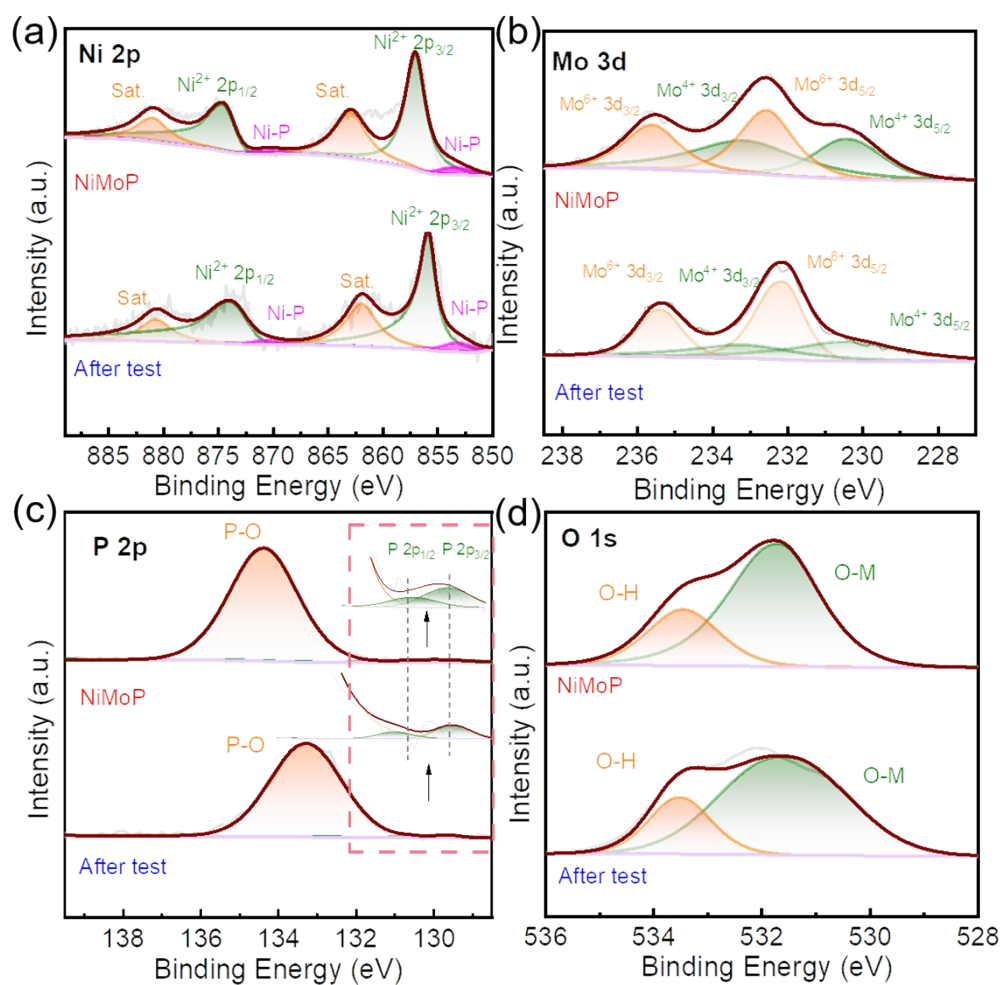 (a)
Ni 2p
Ni²⁺ 2p₃/₂
Sat.
Ni²⁺ 2p₁/₂
Sat.
Ni-P
Ni-P
NiMoP
Ni²⁺ 2p₃/₂
Ni²⁺ 2p₁/₂
Sat.
Sat.
Ni-P
Ni-P
After test
Intensity (a.u.)
885 880 875 870 865 860 855 850
Binding Energy (eV)
(b)
Mo 3d
Mo⁶⁺ 3d₃/₂
Mo⁴⁺ 3d₃/₂
Mo⁶⁺ 3d₅/₂
Mo⁴⁺ 3d₅/₂
NiMoP
Mo⁶⁺ 3d₃/₂
Mo⁴⁺ 3d₃/₂
Mo⁶⁺ 3d₅/₂
Mo⁴⁺ 3d₅/₂
After test
Intensity (a.u.)
238 236 234 232 230 228
Binding Energy (eV)
(c)
P 2p
P-O
P 2p₁/₂ P 2p₃/₂
NiMoP
P-O
After test
Intensity (a.u.)
138 136 134 132 130
Binding Energy (eV)
(d)
O 1s
O-H
O-M
NiMoP
O-H
O-M
After test
Intensity (a.u.)
536 534 532 530 528
Binding Energy (eV)